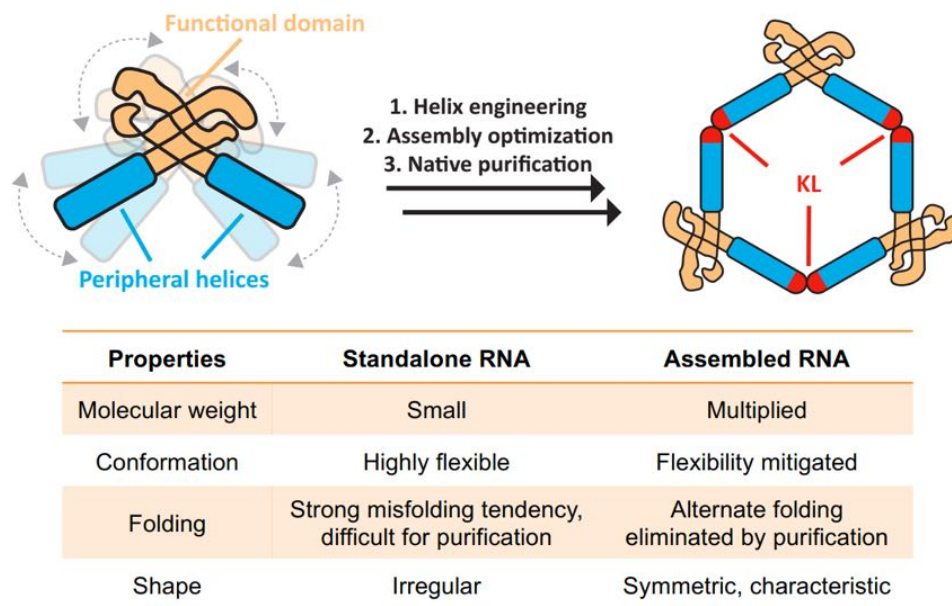 Functional domain
1. Helix engineering
2. Assembly optimization
3. Native purification
KL
Peripheral helices
Properties Standalone RNA Assembled RNA
Molecular weight Small Multiplied
Conformation Highly flexible Flexibility mitigated
Folding Strong misfolding tendency, difficult for purification Alternate folding eliminated by purification
Shape Irregular Symmetric, characteristic